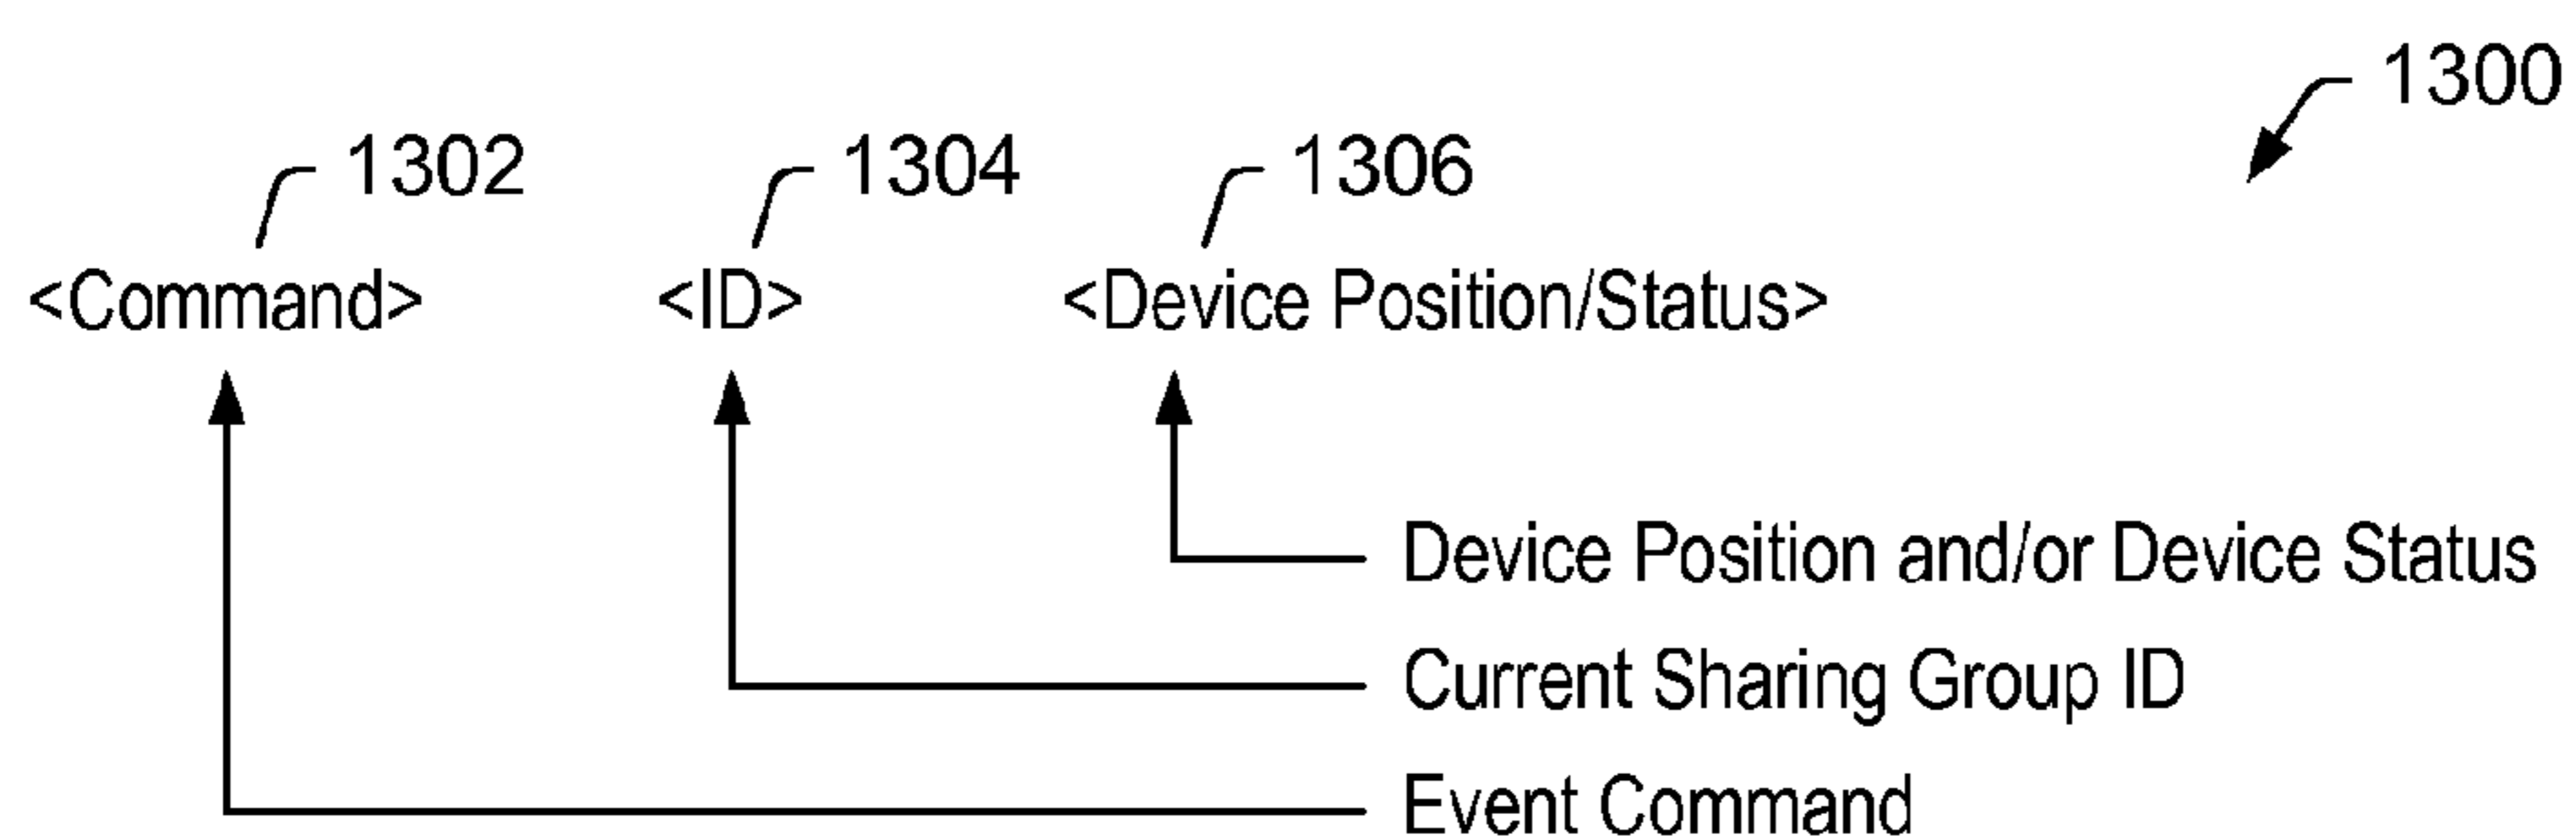 1300
1302 1304 1306
<Command> <ID> <Device Position/Status>
Device Position and/or Device Status
Current Sharing Group ID
Event Command